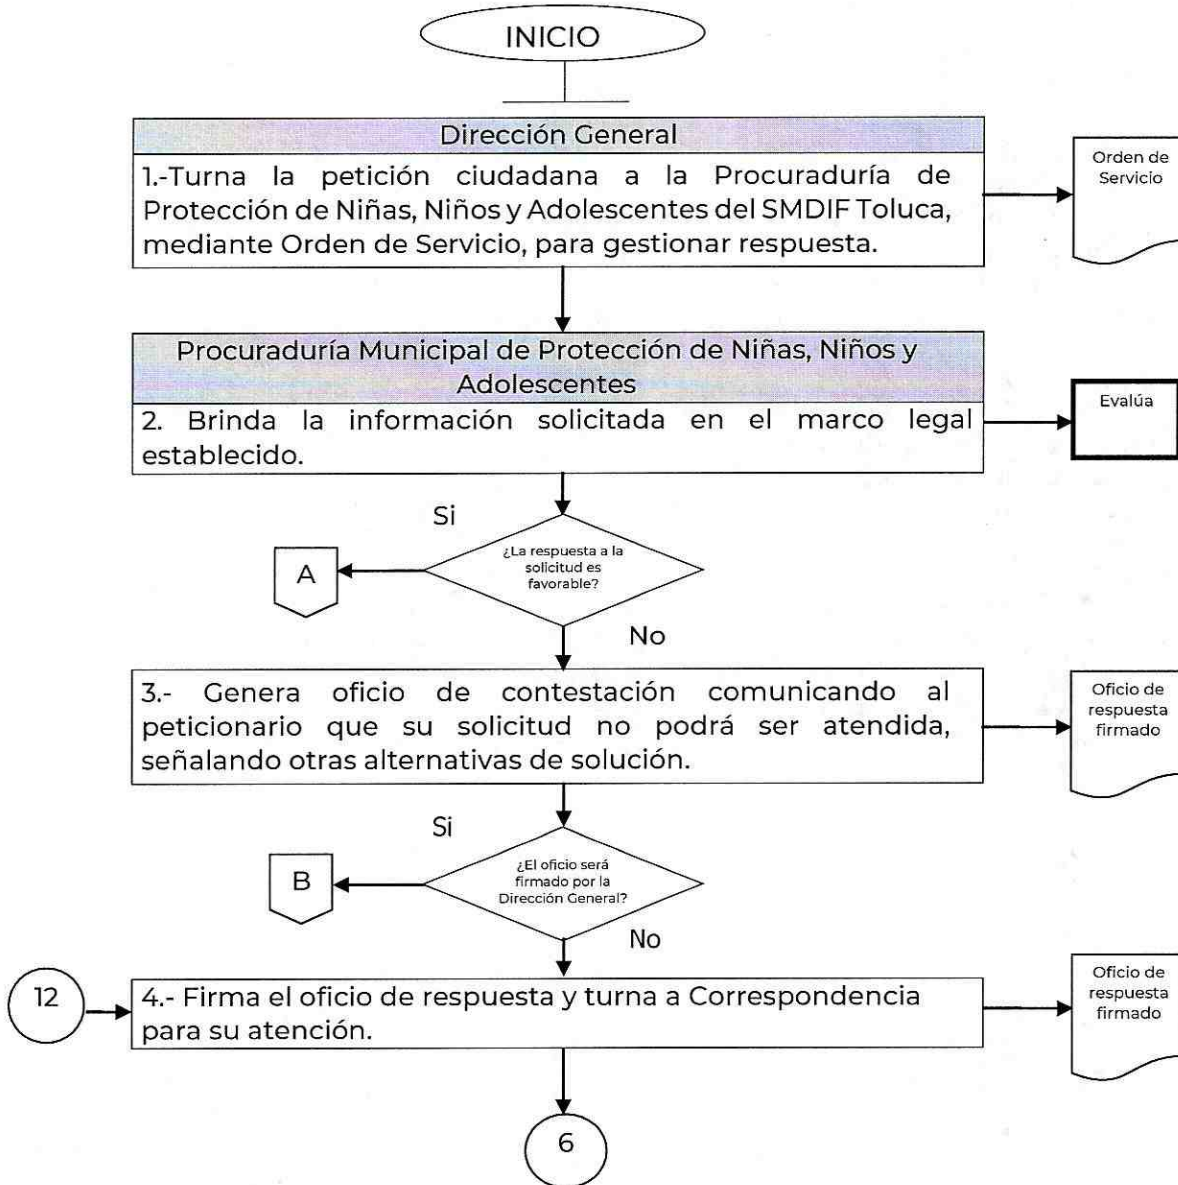 INICIO
Dirección General
1.-Turna la petición ciudadana a la Procuraduría de
Protección de Niñas, Niños y Adolescentes del SMDIF Toluca,
mediante Orden de Servicio, para gestionar respuesta.
Orden de
Servicio
Procuraduría Municipal de Protección de Niñas, Niños y
Adolescentes
2. Brinda la información solicitada en el marco legal
establecido.
Evalúa
Si
¿La respuesta a la
solicitud es
favorable?
A
No
3.- Genera oficio de contestación comunicando al
peticionario que su solicitud no podrá ser atendida,
señalando otras alternativas de solución.
Oficio de
respuesta
firmado
Si
¿El oficio será
firmado por la
Dirección General?
B
No
12
4.- Firma el oficio de respuesta y turna a Correspondencia
para su atención.
Oficio de
respuesta
firmado
6